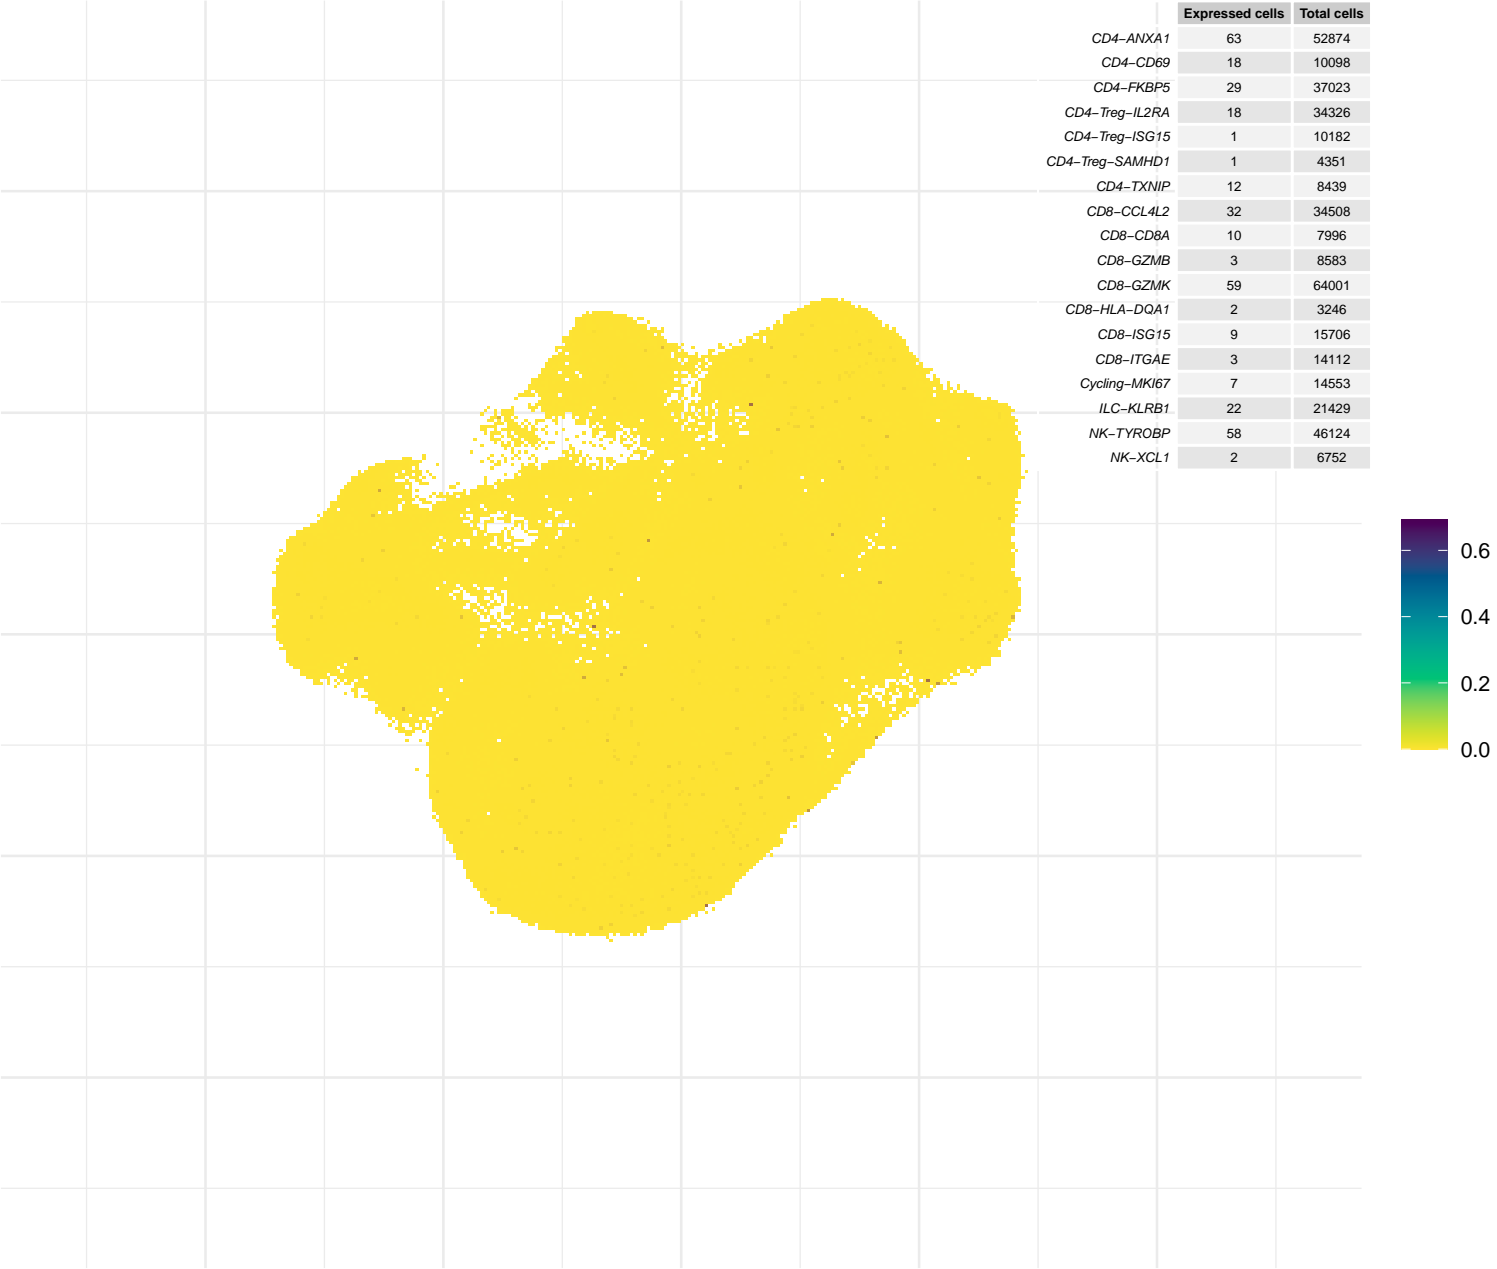 Expressed cells Total cells
CD4−ANXA1 63 52874
CD4−CD69 18 10098
CD4−FKBP5 29 37023
CD4−Treg−IL2RA 18 34326
CD4−Treg−ISG15 1 10182
CD4−Treg−SAMHD1 1 4351
CD4−TXNIP 12 8439
CD8−CCL4L2 32 34508
CD8−CD8A 10 7996
CD8−GZMB 3 8583
CD8−GZMK 59 64001
CD8−HLA−DQA1 2 3246
CD8−ISG15 9 15706
CD8−ITGAE 3 14112
Cycling−MKI67 7 14553
ILC−KLRB1 22 21429
NK−TYROBP 58 46124
NK−XCL1 2 6752
0.6
0.4
0.2
0.0